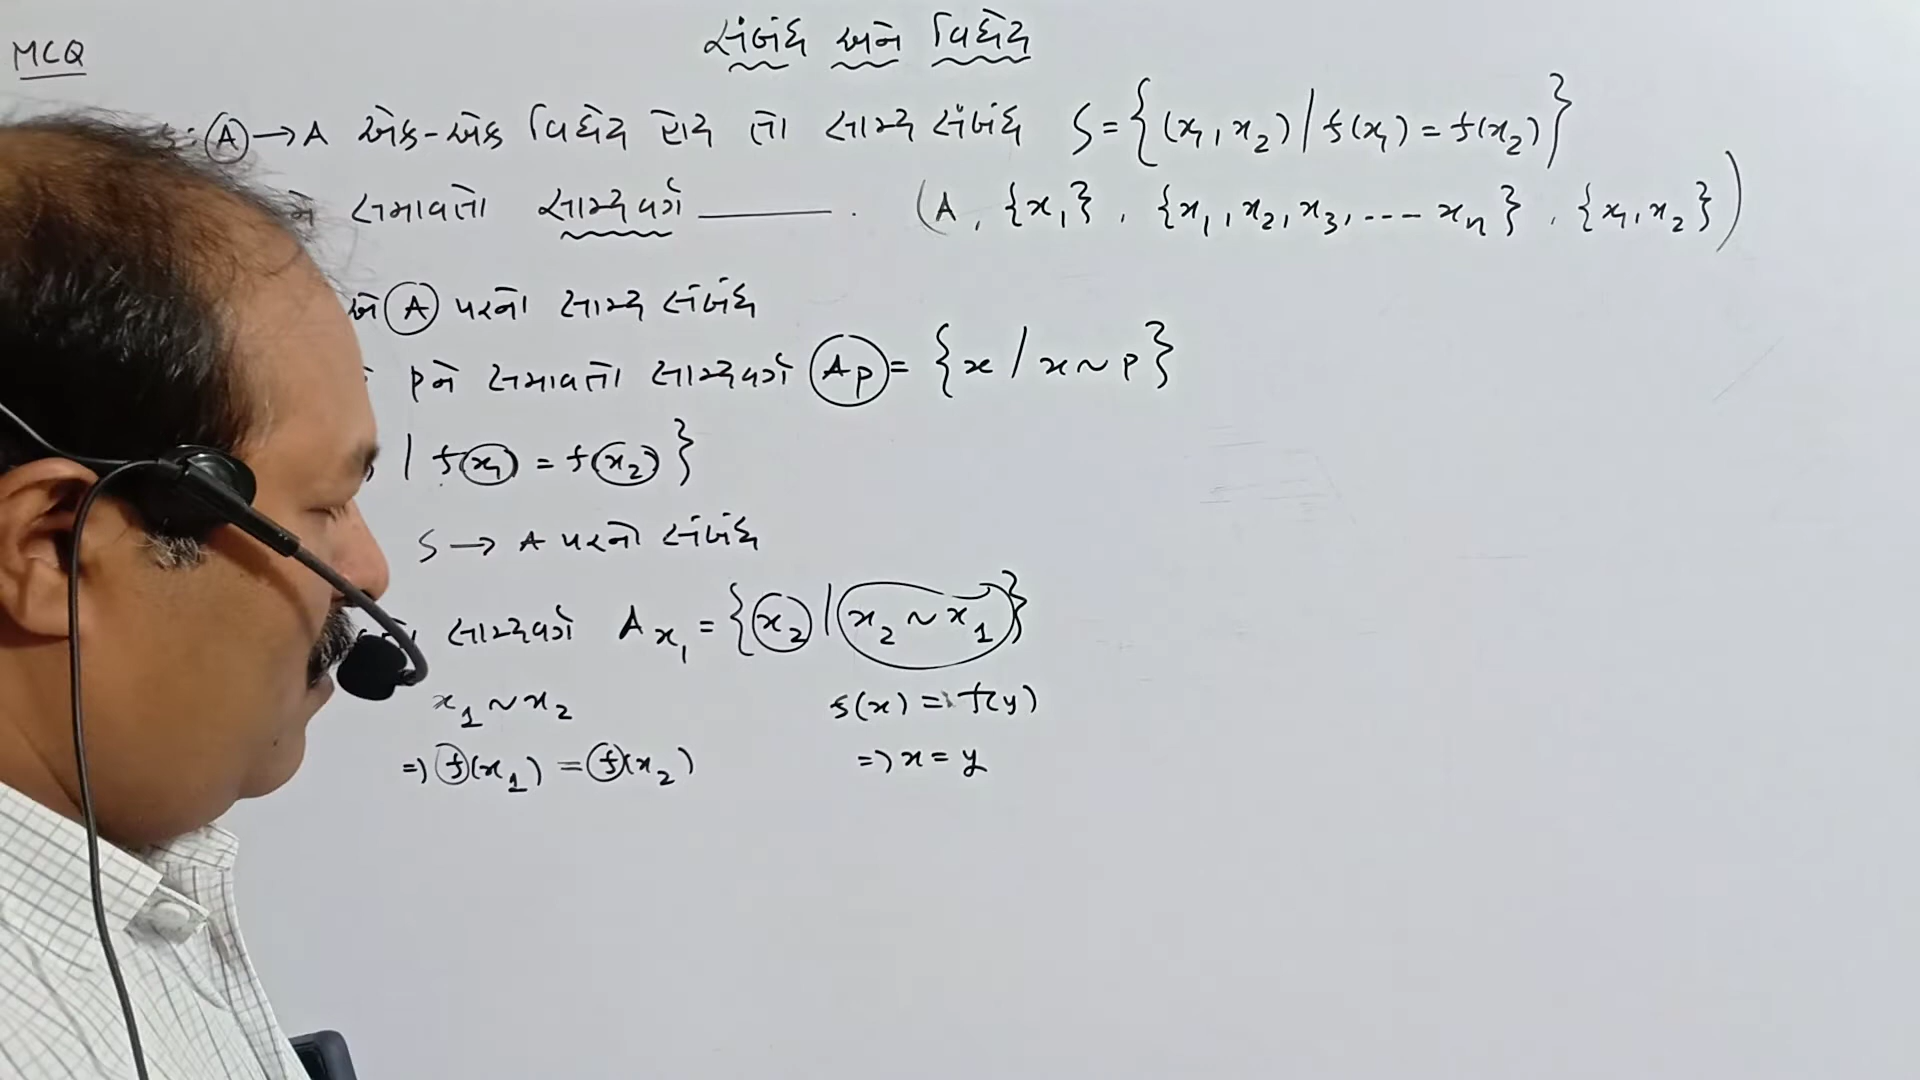 MCQ
સંબંધ અને વિધેય
: A → A એક-એક વિધેય હોય તો સામ્ય સંબંધ S = {(x₁, x₂) / f(x₁) = f(x₂)}
ને સમાવતો સામ્યવર્ગ ______ . (A, {x₁}, {x₁, x₂, x₃, ---- xₙ}, {x₁, x₂})
A પરનો સામ્ય સંબંધ
P ને સમાવતો સામ્યવર્ગ Aₚ = {x / x ~ P}
| f(x₁) = f(x₂)}
S → A પરનો સંબંધ
સામ્યવર્ગ Aₓ₁ = {x₂ | x₂ ~ x₁}
x₁ ~ x₂ f(x) = f(y)
⇒ f(x₁) = f(x₂) ⇒ x = y